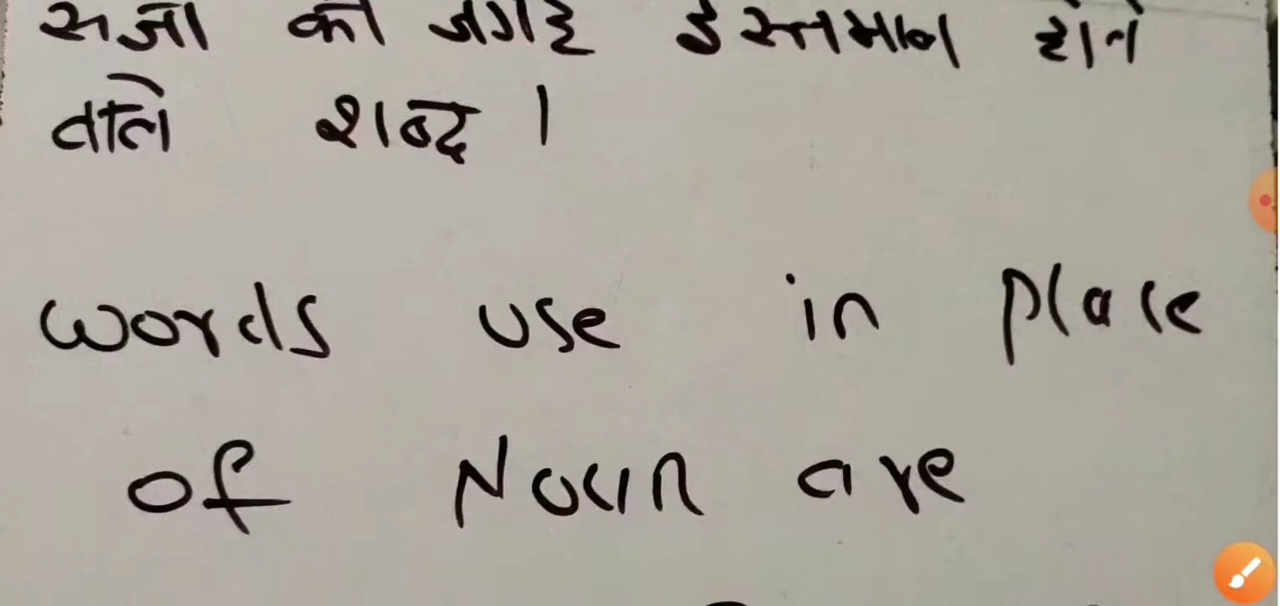 संज्ञा की जगह इस्तमाल होने
वाले शब्द ।
words use in place
of Noun are